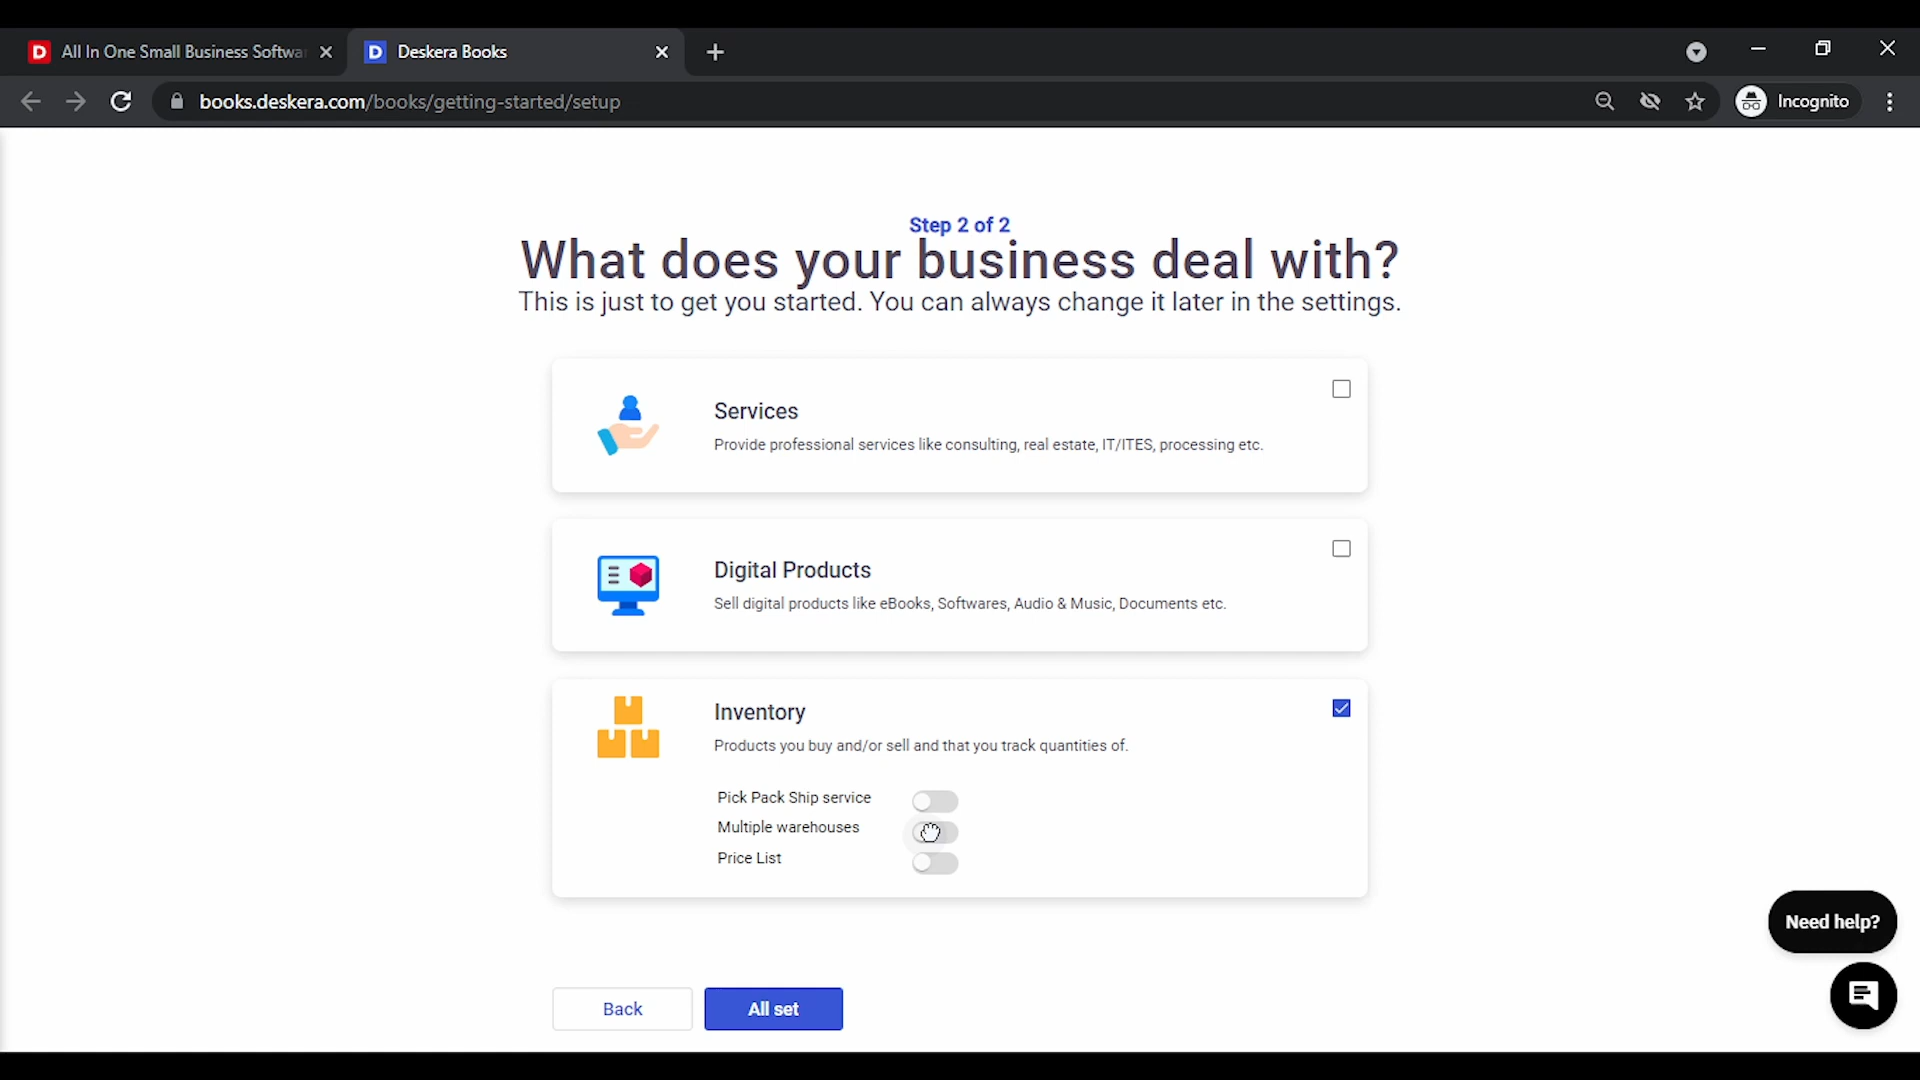 All In One Small Business Softwa
Deskera Books
books.deskera.com/books/getting-started/setup
Incognito
Step 2 of 2
What does your business deal with?
This is just to get you started. You can always change it later in the settings.
Services
Provide professional services like consulting, real estate, IT/ITES, processing etc.
Digital Products
Sell digital products like eBooks, Softwares, Audio & Music, Documents etc.
Inventory
Products you buy and/or sell and that you track quantities of.
Pick Pack Ship service
Multiple warehouses
Price List
Need help?
Back
All set